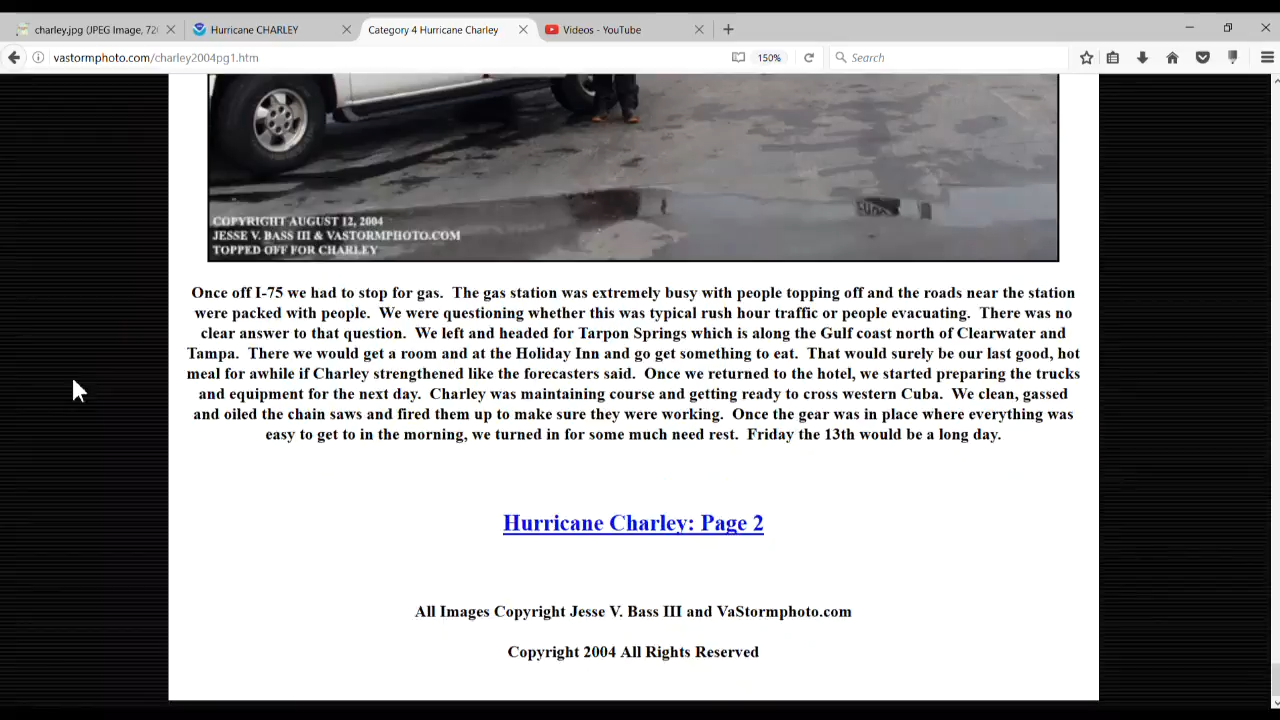 charley.jpg (JPEG Image, 72
Hurricane CHARLEY
Category 4 Hurricane Charley
Videos - YouTube
vastormphoto.com/charley2004pg1.htm
150%
Search
COPYRIGHT AUGUST 12, 2004
JESSE V. BASS III & VASTORMPHOTO.COM
TOPPED OFF FOR CHARLEY
Once off I-75 we had to stop for gas. The gas station was extremely busy with people topping off and the roads near the station
were packed with people. We were questioning whether this was typical rush hour traffic or people evacuating. There was no
clear answer to that question. We left and headed for Tarpon Springs which is along the Gulf coast north of Clearwater and
Tampa. There we would get a room and at the Holiday Inn and go get something to eat. That would surely be our last good, hot
meal for awhile if Charley strengthened like the forecasters said. Once we returned to the hotel, we started preparing the trucks
and equipment for the next day. Charley was maintaining course and getting ready to cross western Cuba. We clean, gassed
and oiled the chain saws and fired them up to make sure they were working. Once the gear was in place where everything was
easy to get to in the morning, we turned in for some much need rest. Friday the 13th would be a long day.
Hurricane Charley: Page 2
All Images Copyright Jesse V. Bass III and VaStormphoto.com
Copyright 2004 All Rights Reserved